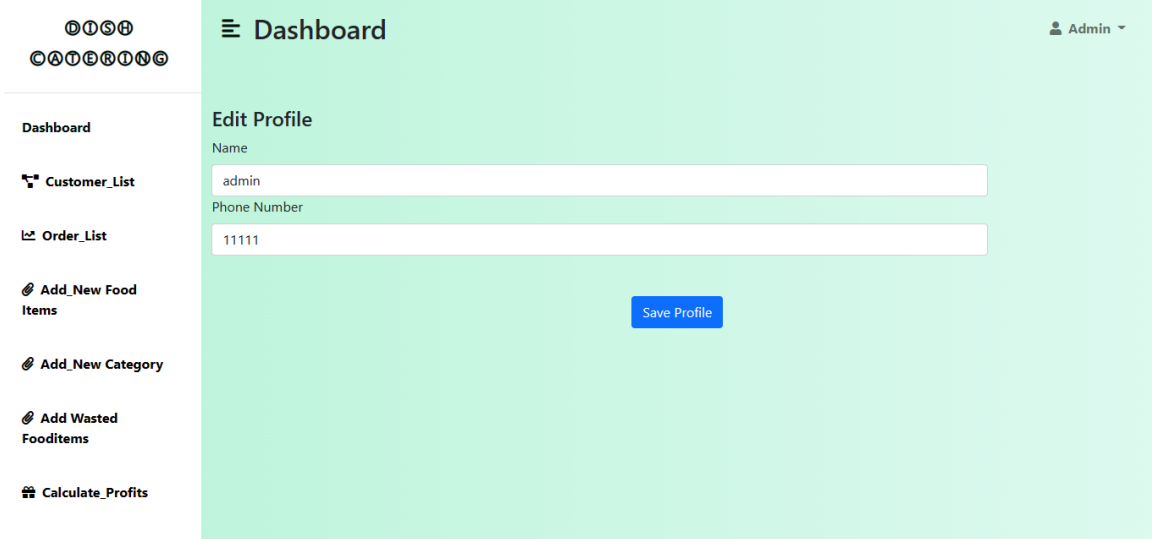 DISH
CATERING
Dashboard
Admin
Dashboard
Customer_List
Order_List
Add_New Food
Items
Add_New Category
Add Wasted
Fooditems
Calculate_Profits
Edit Profile
Name
admin
Phone Number
11111
Save Profile